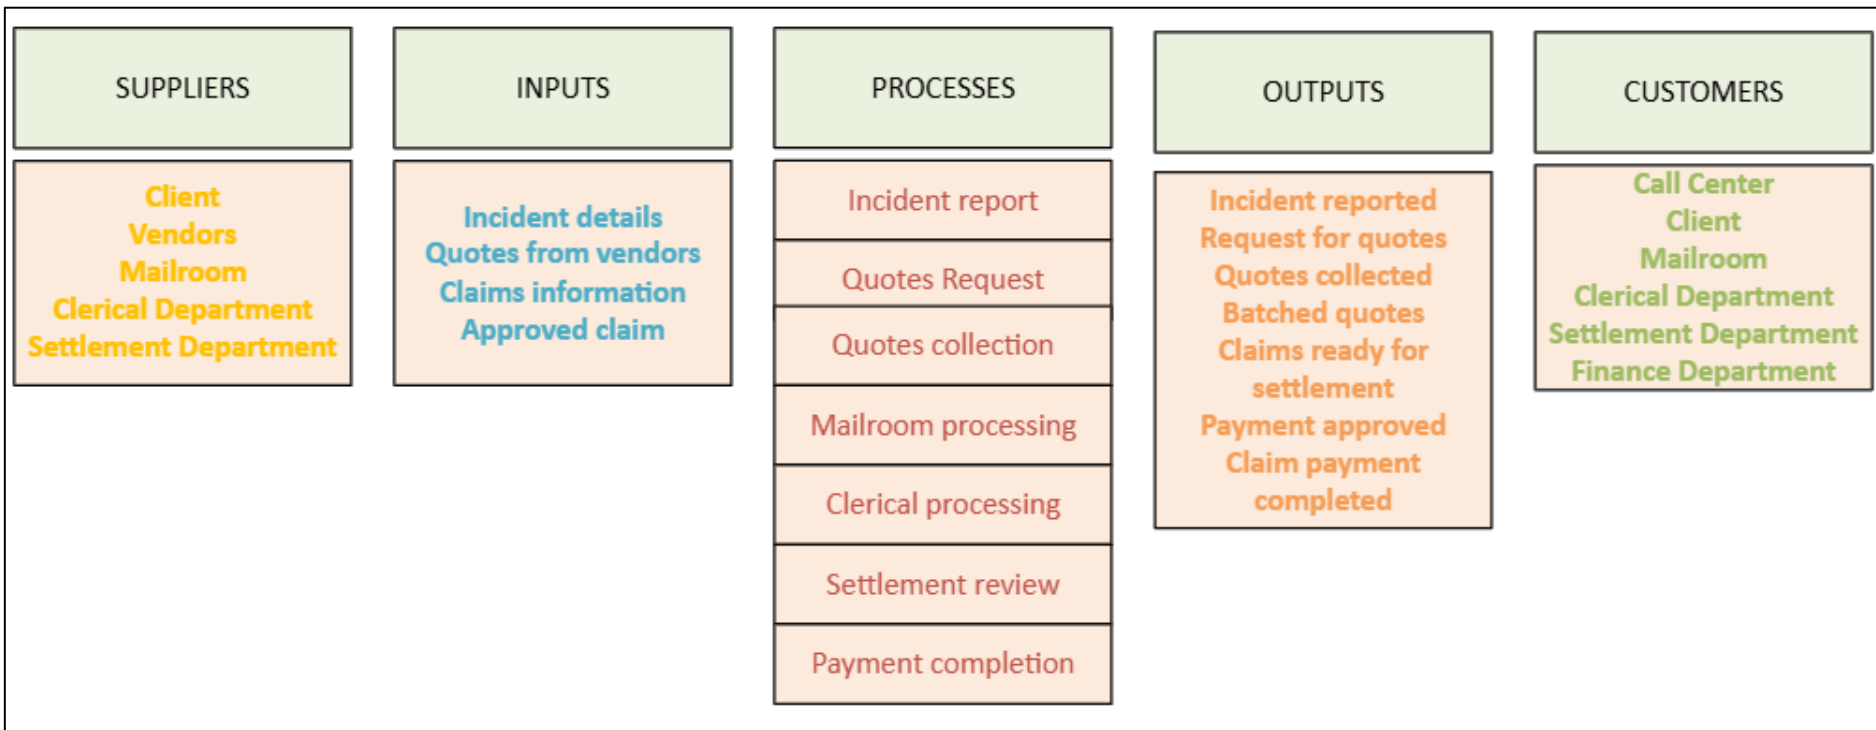 SUPPLIERS
INPUTS
PROCESSES
OUTPUTS
CUSTOMERS
Client
Vendors
Mailroom
Clerical Department
Settlement Department
Incident details
Quotes from vendors
Claims information
Approved claim
Incident report
Quotes Request
Quotes collection
Mailroom processing
Clerical processing
Settlement review
Payment completion
Incident reported
Request for quotes
Quotes collected
Batched quotes
Claims ready for
settlement
Payment approved
Claim payment
completed
Call Center
Client
Mailroom
Clerical Department
Settlement Department
Finance Department